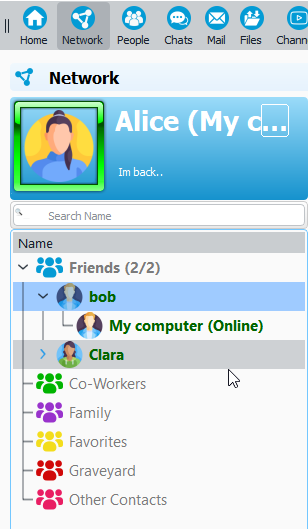 Home Network People Chats Mail Files Chann
Network
Alice (My c...
Im back..
Search Name
Name
Friends (2/2)
bob
My computer (Online)
Clara
Co-Workers
Family
Favorites
Graveyard
Other Contacts